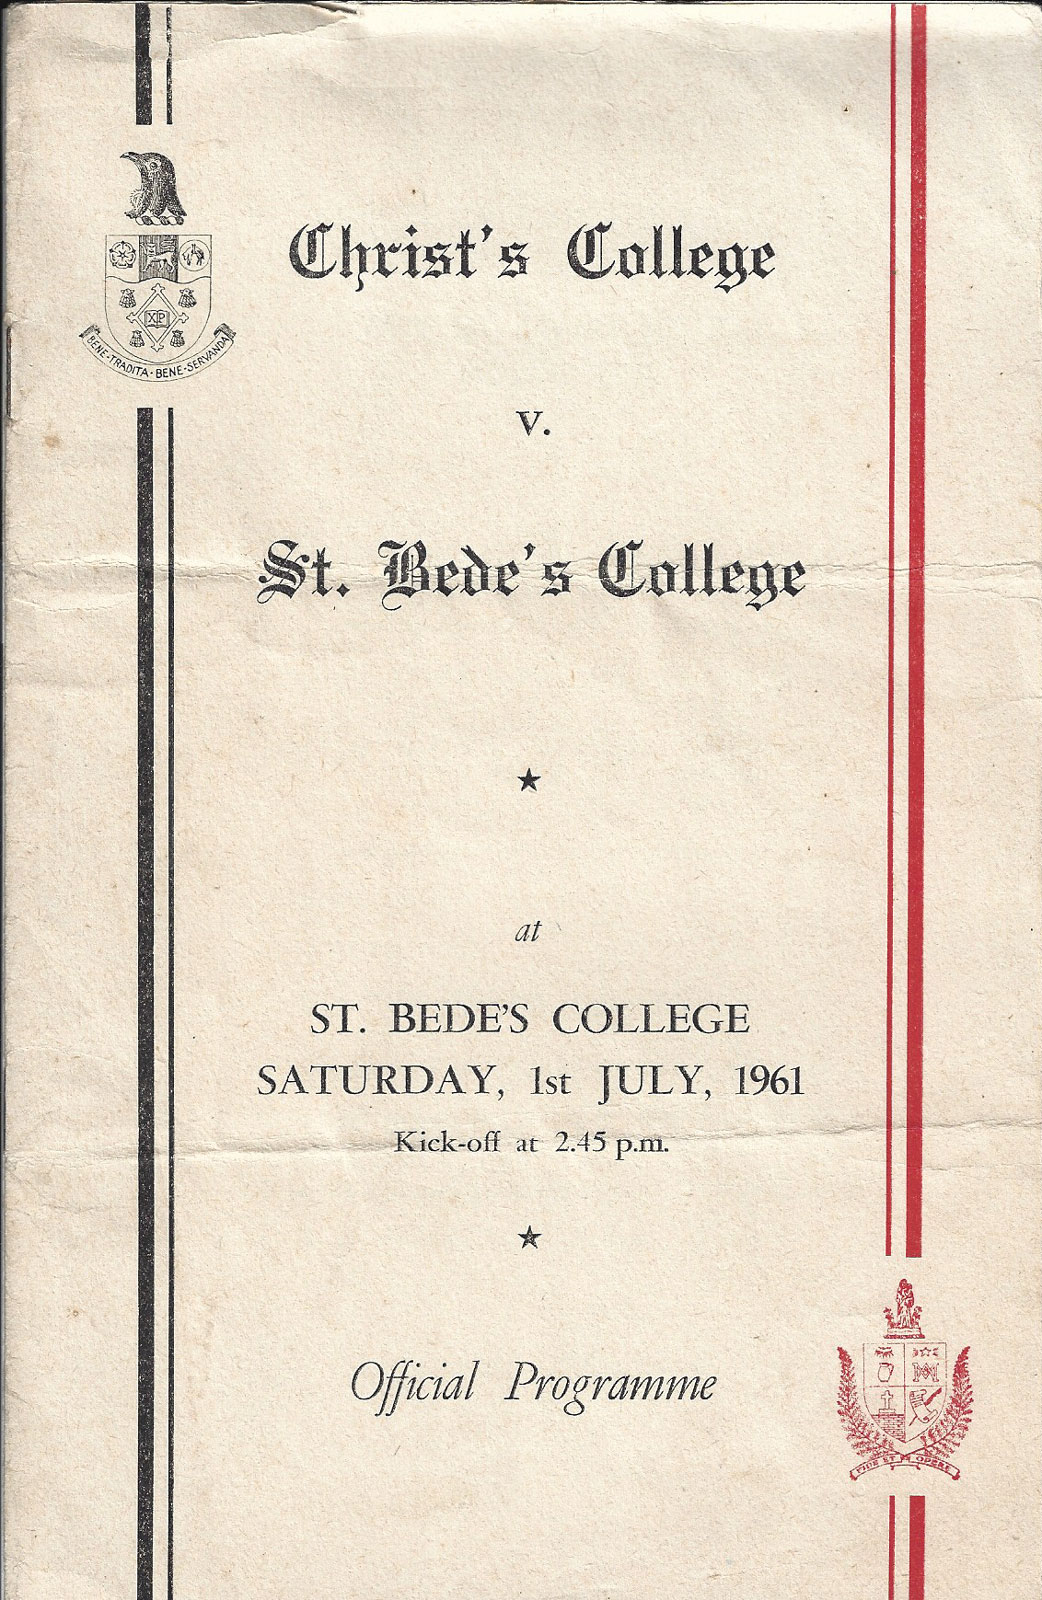 Christ's College
XP
BENE·TRADITA·BENE·SERVANDA
v.
St. Bede's College
at
ST. BEDE'S COLLEGE
SATURDAY, 1st JULY, 1961
Kick-off at 2.45 p.m.
Official Programme
FIDE ET OPERE